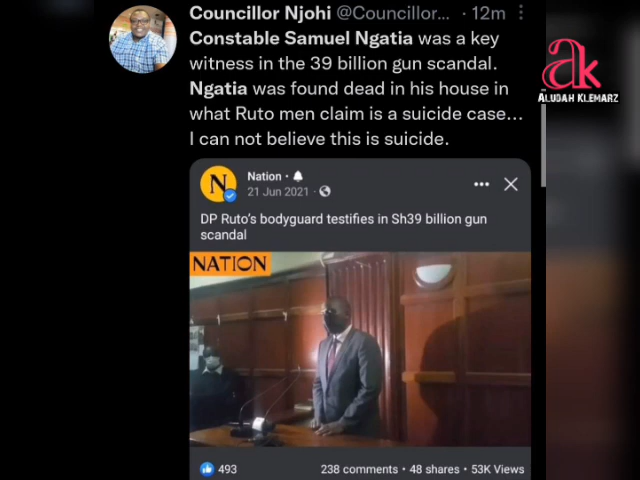 Councillor Njohi @Councillor... · 12m
Constable Samuel Ngatia was a key
witness in the 39 billion gun scandal.
Ngatia was found dead in his house in
what Ruto men claim is a suicide case...
I can not believe this is suicide.
ak
ALUDAH KLEMARZ
N
Nation ·
21 Jun 2021 ·
DP Ruto's bodyguard testifies in Sh39 billion gun
scandal
NATION
493
238 comments • 48 shares • 53K Views